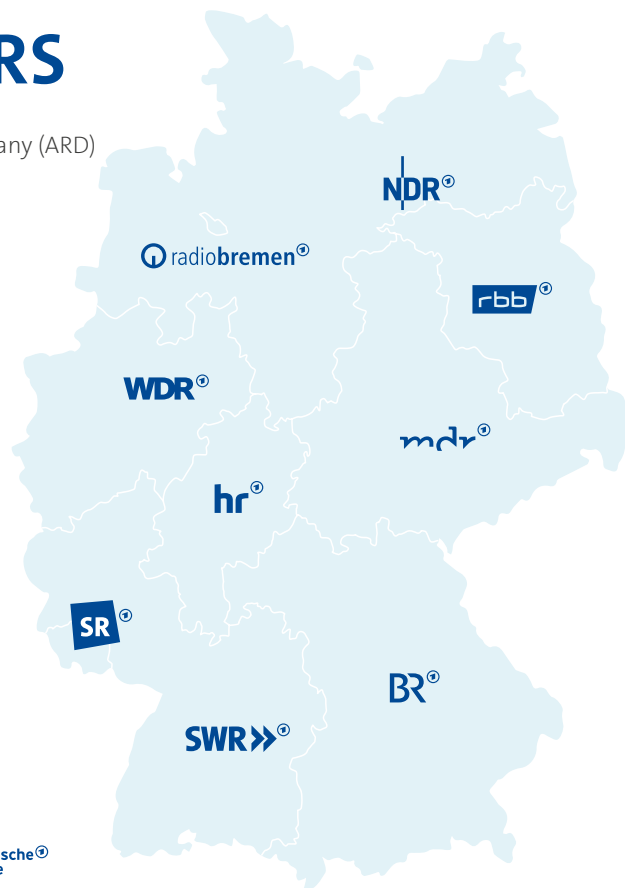 RS
any (ARD)
NDR
radiobremen
rbb
WDR
mdr
hr
SR
BR
SWR
sche
e